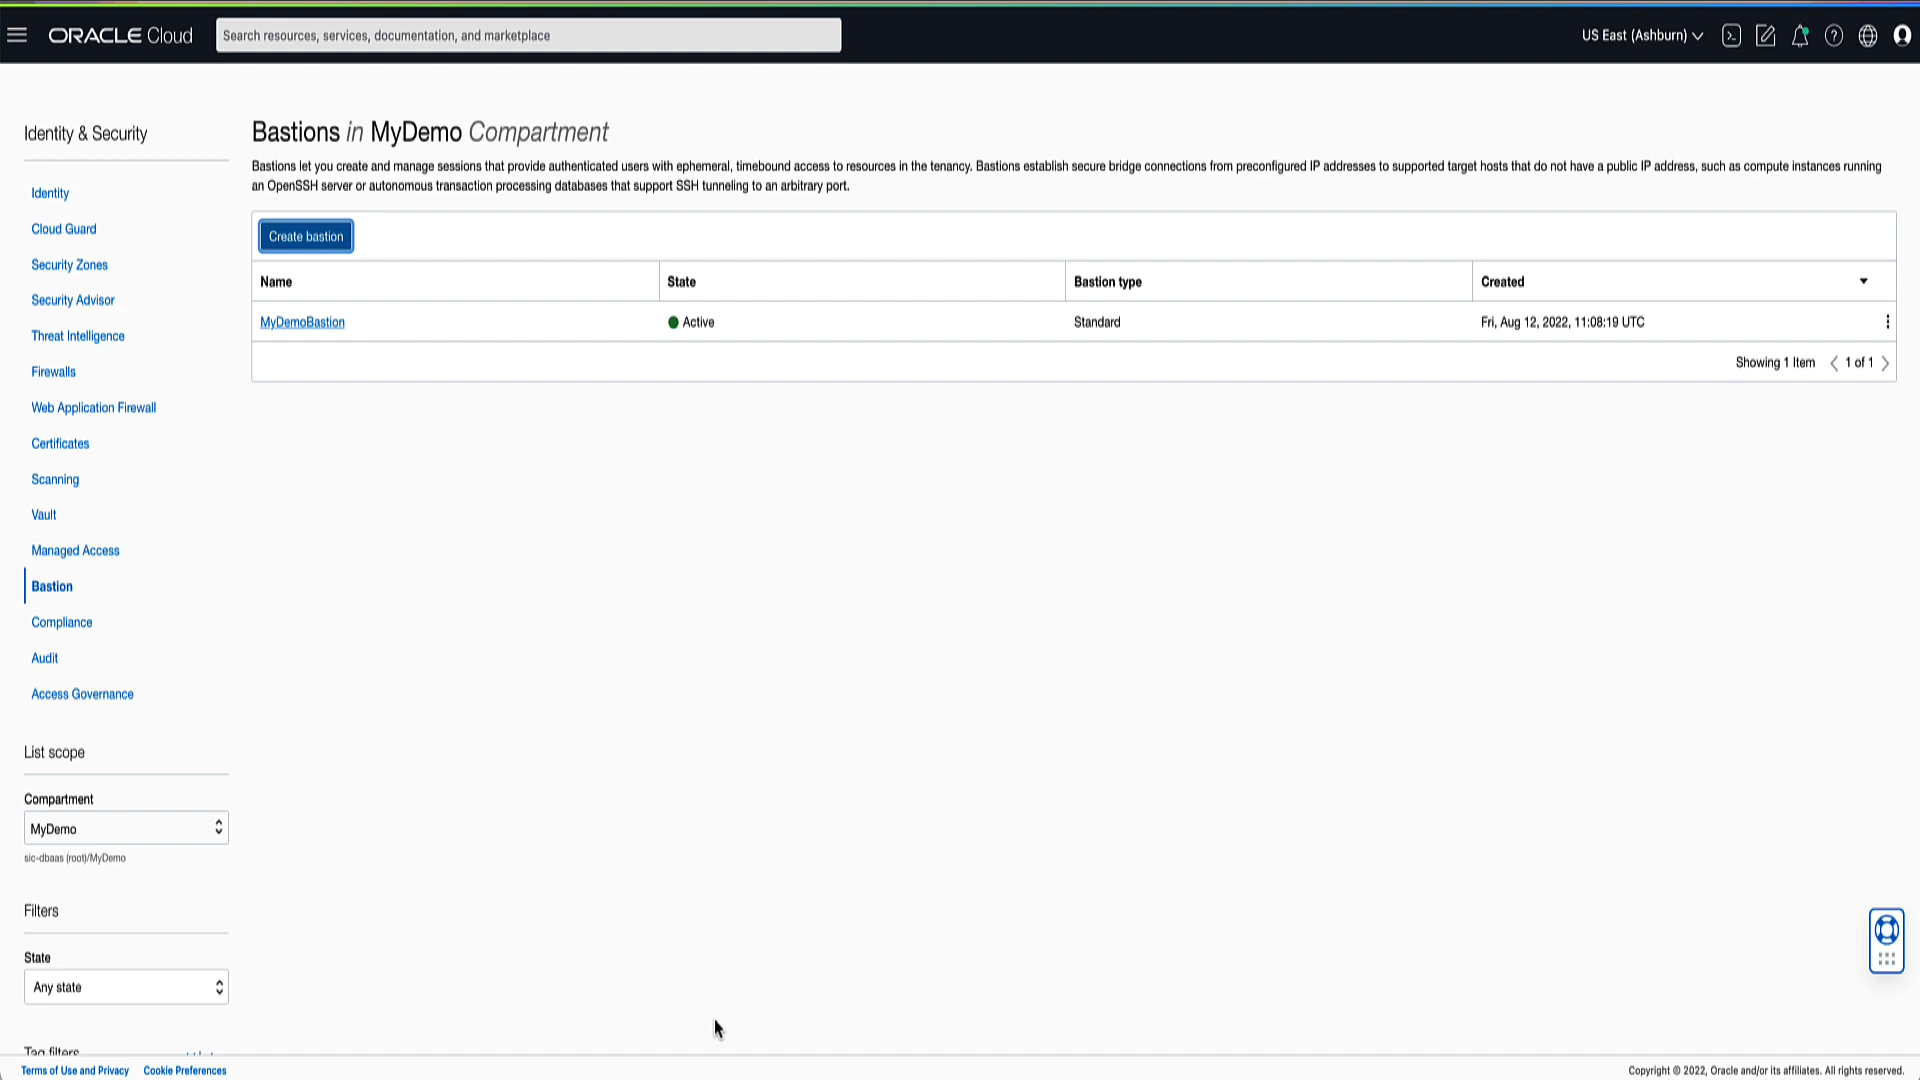 ORACLE Cloud
Search resources, services, documentation, and marketplace
US East (Ashburn)
Identity & Security
Identity
Cloud Guard
Security Zones
Security Advisor
Threat Intelligence
Firewalls
Web Application Firewall
Certificates
Scanning
Vault
Managed Access
Bastion
Compliance
Audit
Access Governance
List scope
Compartment
MyDemo
sic-dbaas (root)/MyDemo
Filters
State
Any state
Tag filters
Bastions in MyDemo Compartment
Bastions let you create and manage sessions that provide authenticated users with ephemeral, timebound access to resources in the tenancy. Bastions establish secure bridge connections from preconfigured IP addresses to supported target hosts that do not have a public IP address, such as compute instances running
an OpenSSH server or autonomous transaction processing databases that support SSH tunneling to an arbitrary port.
Create bastion
Name State Bastion type Created
MyDemoBastion Active Standard Fri, Aug 12, 2022, 11:08:19 UTC
Showing 1 Item 1 of 1
Terms of Use and Privacy Cookie Preferences
Copyright © 2022, Oracle and/or its affiliates. All rights reserved.